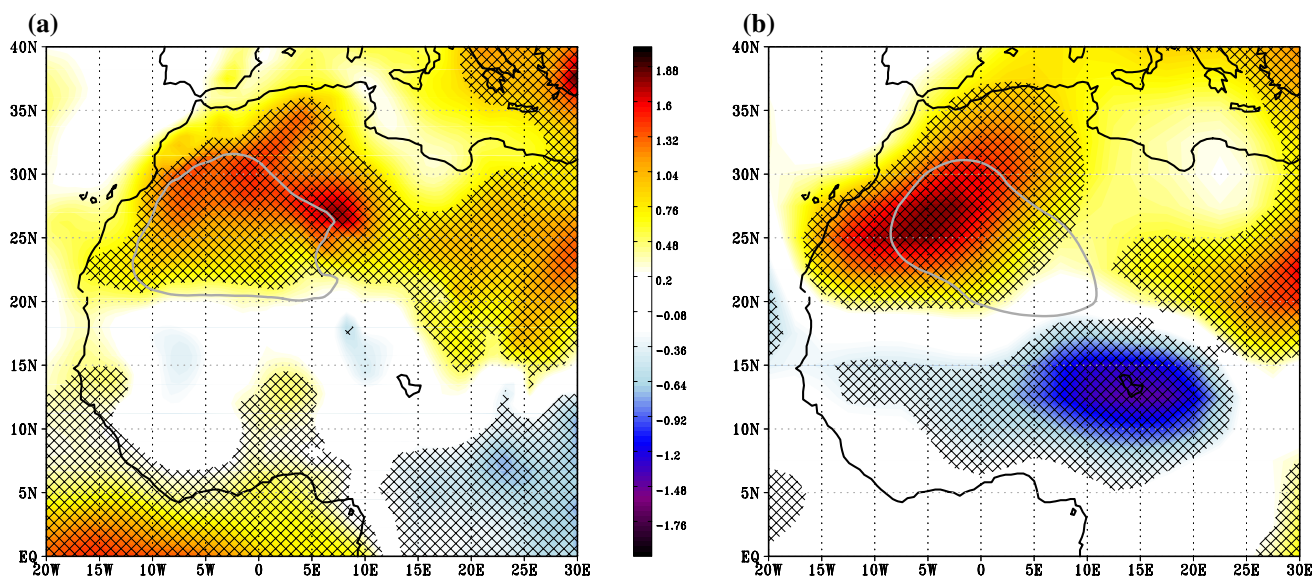 (a) (b)
40N 35N 30N 25N 20N 15N 10N 5N EQ
20W 15W 10W 5W 0 5E 10E 15E 20E 25E 30E
1.88 1.6 1.32 1.04 0.76 0.48 0.2 -0.08 -0.36 -0.64 -0.92 -1.2 -1.48 -1.76
40N 35N 30N 25N 20N 15N 10N 5N EQ
20W 15W 10W 5W 0 5E 10E 15E 20E 25E 30E